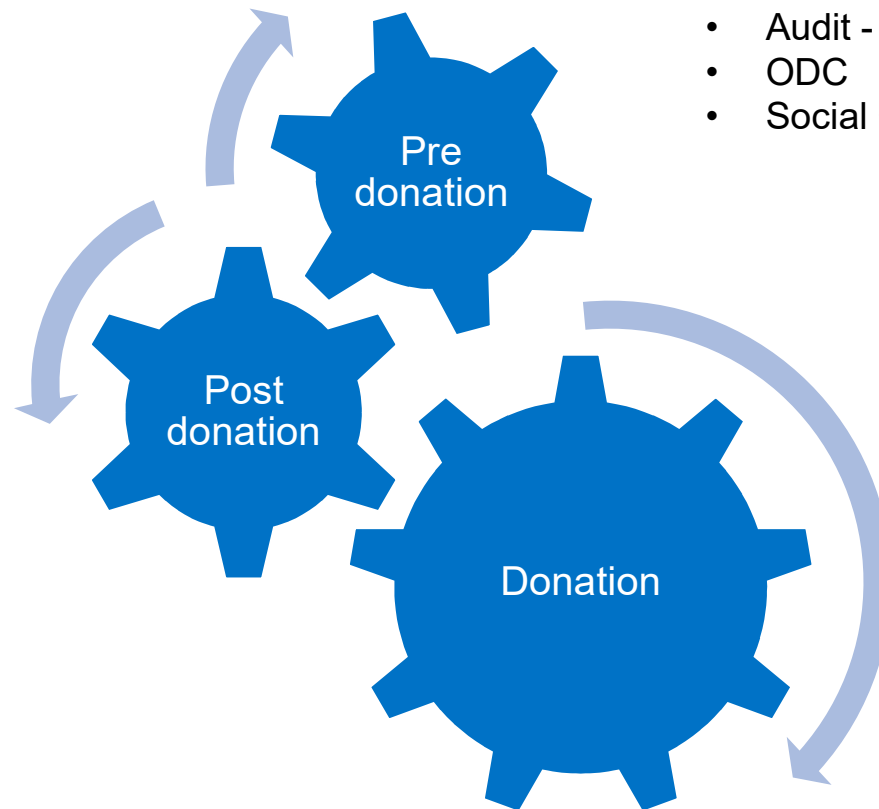 • Audit -
• ODC
• Social
Pre
donation
Post
donation
Donation